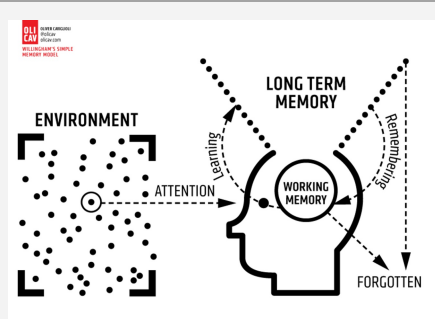 OLI
CAV
OLIVER CAVIGLIOLI
@olicav
olicav.com
WILLINGHAM'S SIMPLE
MEMORY MODEL
LONG TERM
MEMORY
ENVIRONMENT
Learning
Remembering
ATTENTION
WORKING
MEMORY
FORGOTTEN